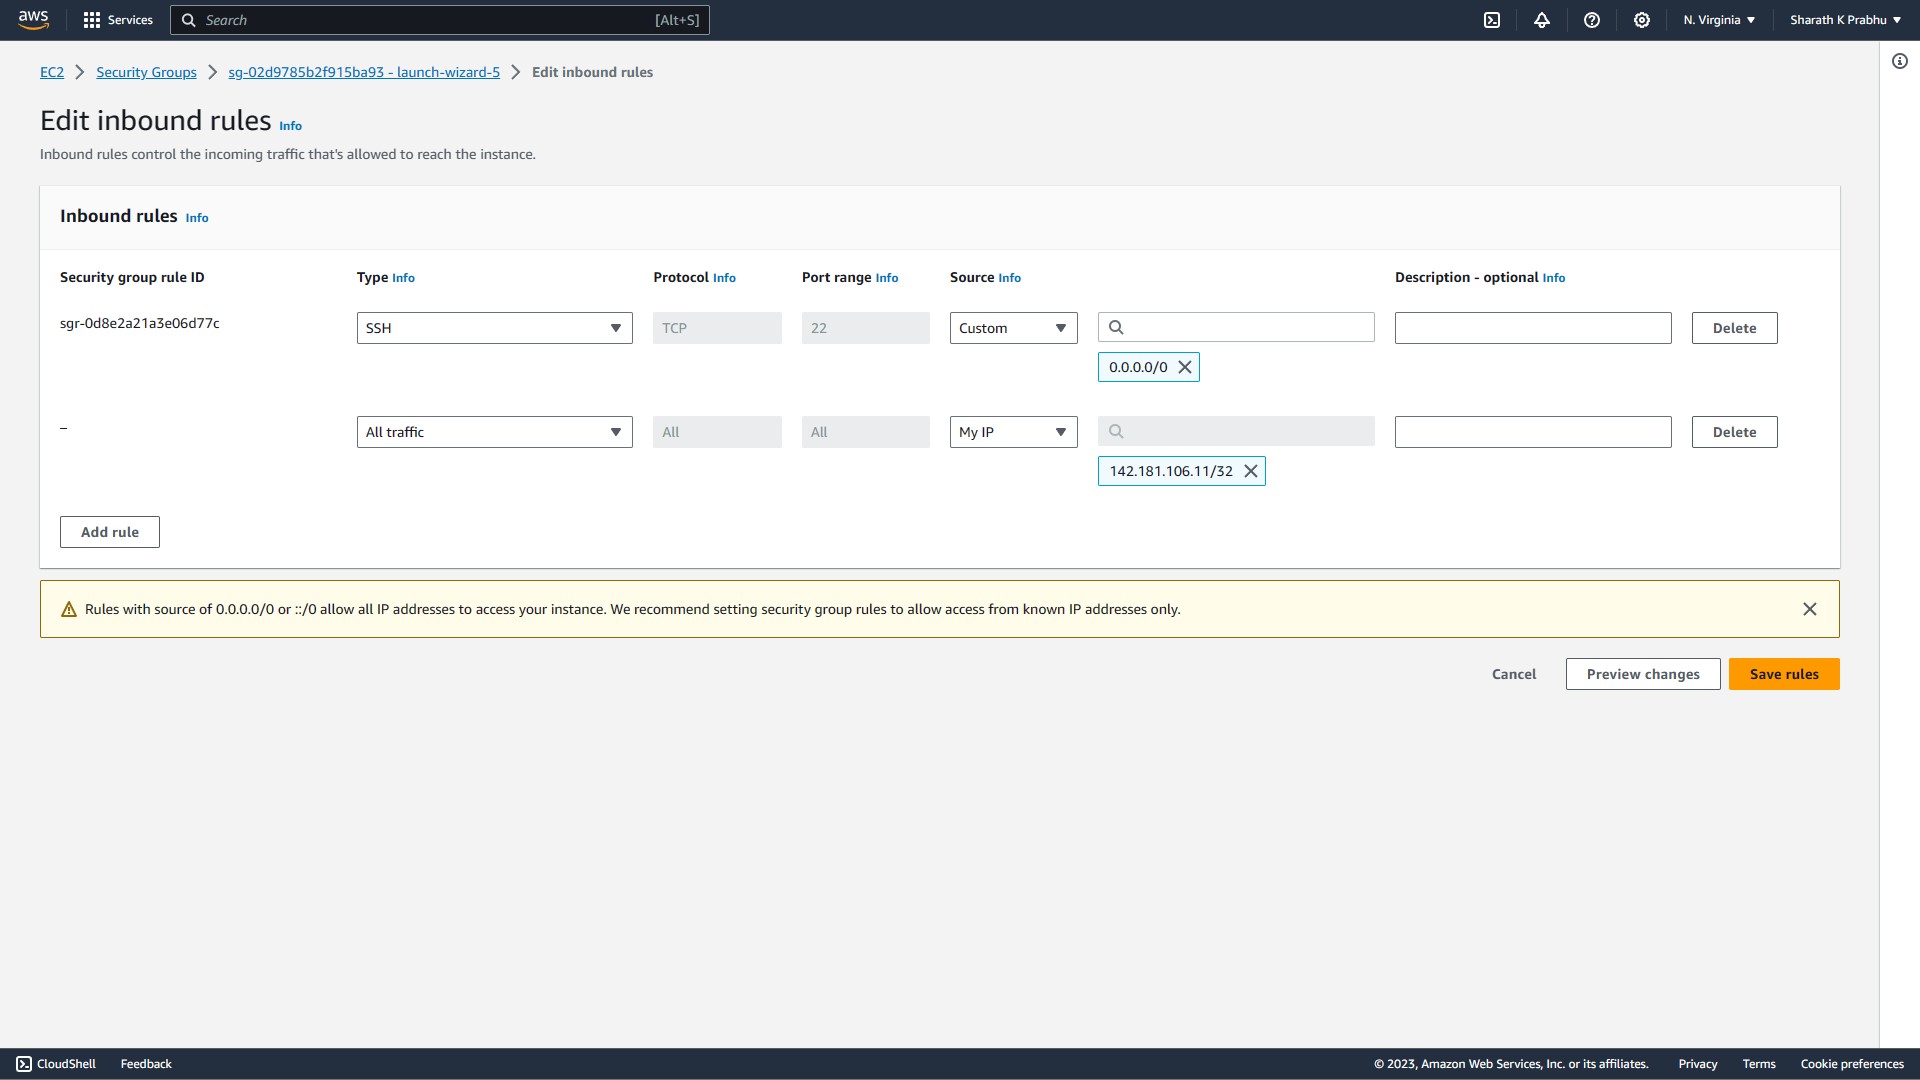 aws Services Search [Alt+S] N. Virginia Sharath K Prabhu
EC2 Security Groups sg-02d9785b2f915ba93 - launch-wizard-5 Edit inbound rules
Edit inbound rules Info
Inbound rules control the incoming traffic that's allowed to reach the instance.
Inbound rules Info
Security group rule ID Type Info Protocol Info Port range Info Source Info Description - optional Info
sgr-0d8e2a21a3e06d77c SSH TCP 22 Custom Delete
0.0.0.0/0
– All traffic All All My IP Delete
142.181.106.11/32
Add rule
Rules with source of 0.0.0.0/0 or ::/0 allow all IP addresses to access your instance. We recommend setting security group rules to allow access from known IP addresses only.
Cancel Preview changes Save rules
CloudShell Feedback © 2023, Amazon Web Services, Inc. or its affiliates. Privacy Terms Cookie preferences